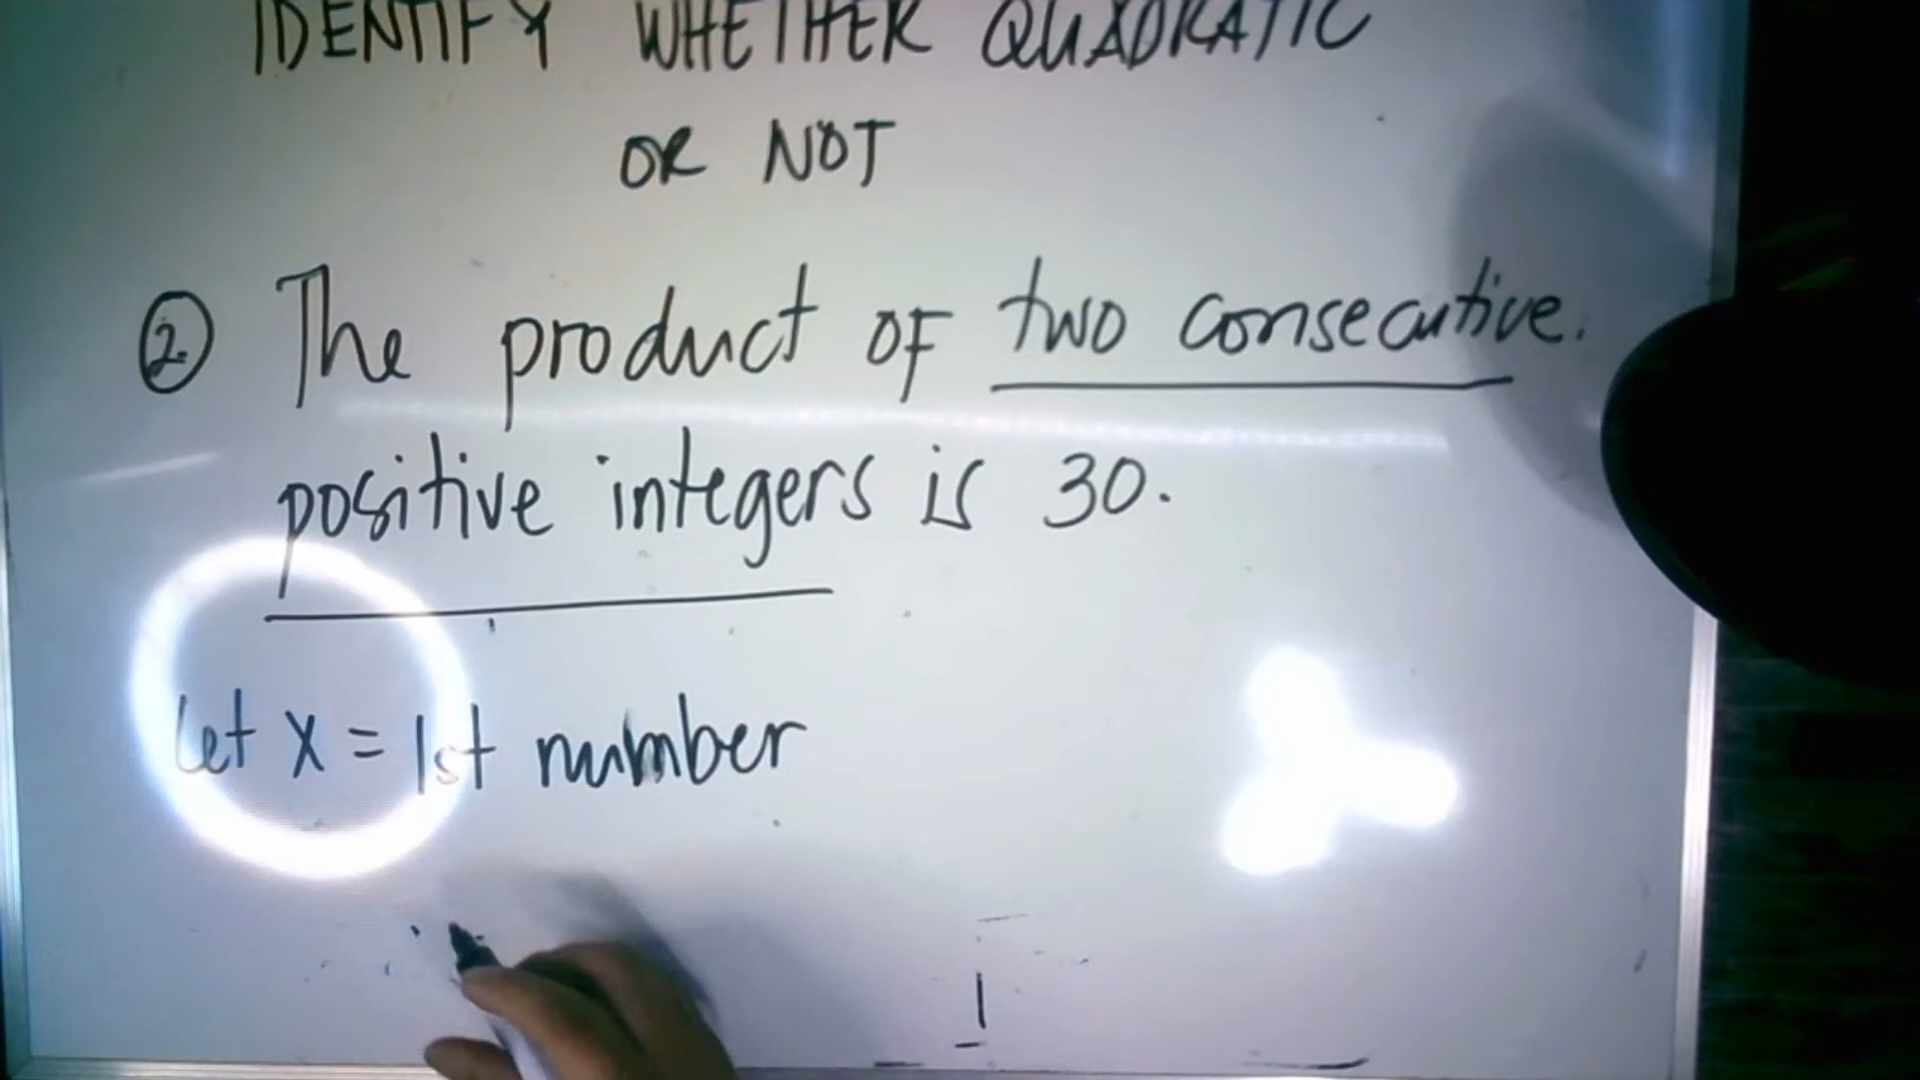 IDENTIFY WHETHER QUADRATIC
OR NOT
2. The product OF two consecutive
positive integers is 30.
Let x = 1st number